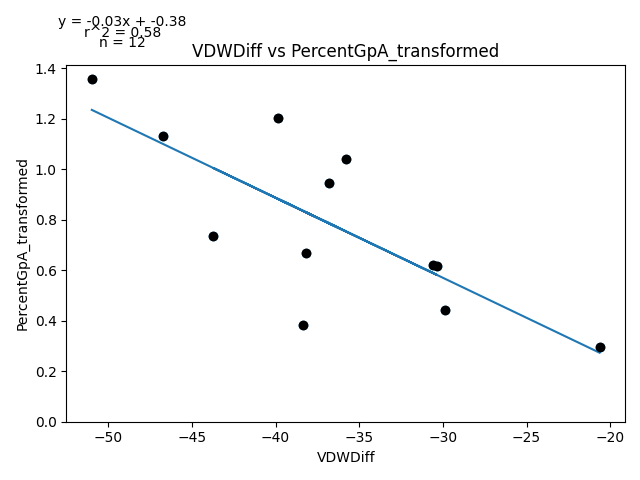 y = -0.03x + -0.38
r^2 = 0.58
n = 12
VDWDiff vs PercentGpA_transformed
1.4
1.2
1.0
0.8
0.6
0.4
0.2
0.0
PercentGpA_transformed
−50
−45
−40
−35
−30
−25
−20
VDWDiff